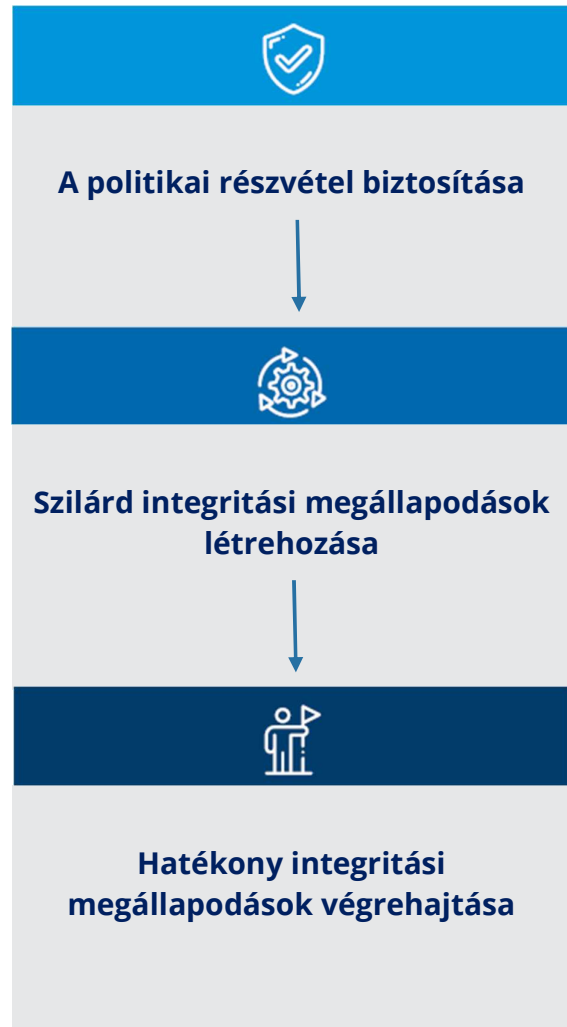 A politikai részvétel biztosítása
Szilárd integritási megállapodások
létrehozása
Hatékony integritási
megállapodások végrehajtása